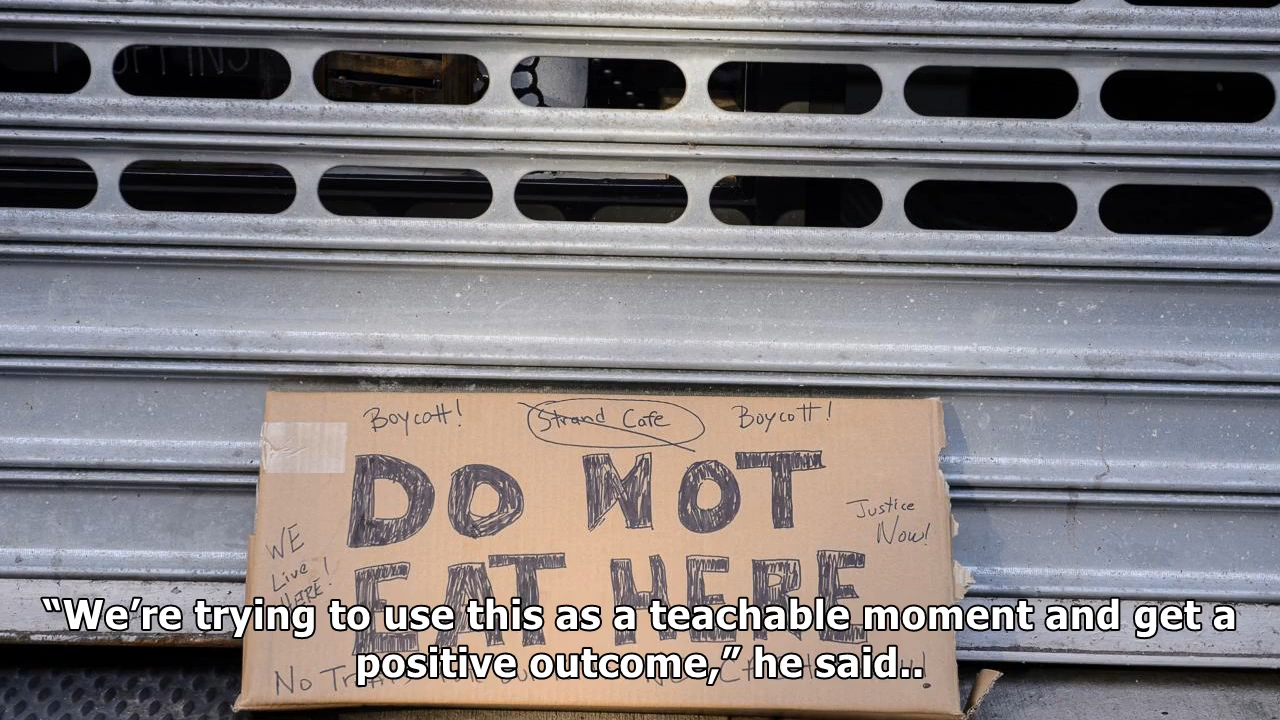 Boycott! Strand Cafe Boycott!
DO NOT
Justice
Now!
WE
Live
HERE!
EAT HERE
“We’re trying to use this as a teachable moment and get a
positive outcome,” he said..
No